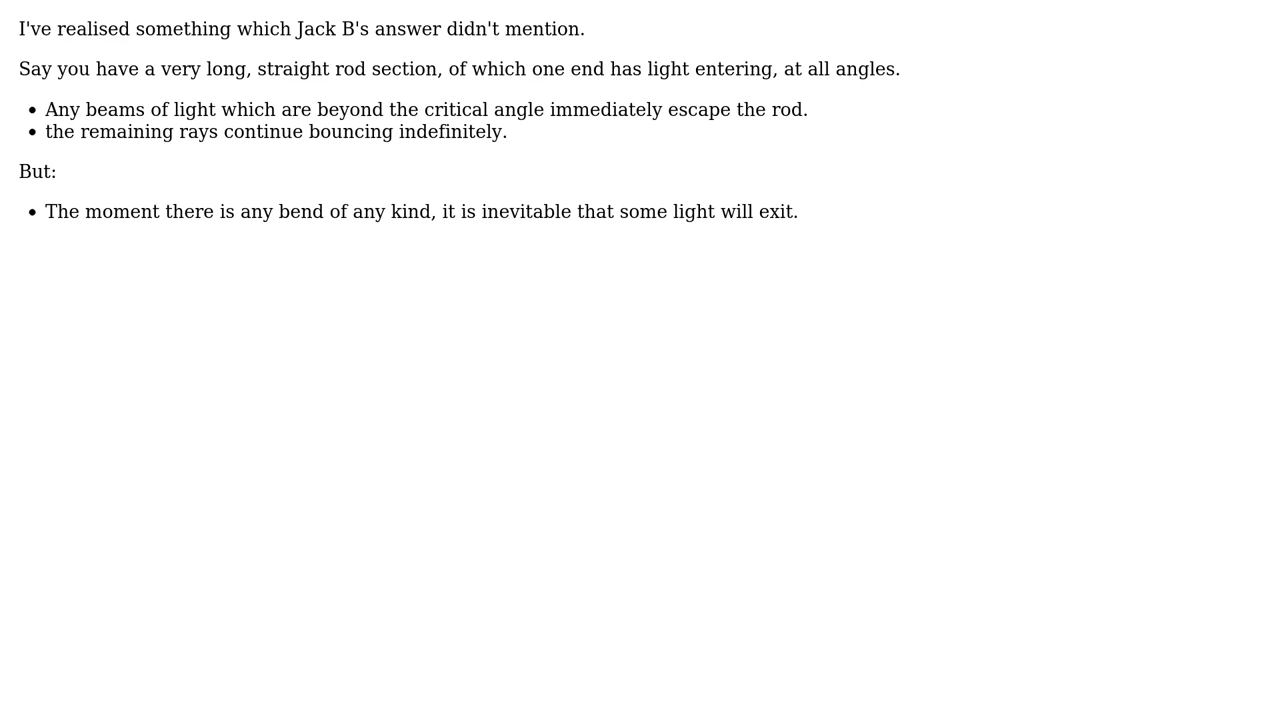 I've realised something which Jack B's answer didn't mention.
Say you have a very long, straight rod section, of which one end has light entering, at all angles.
• Any beams of light which are beyond the critical angle immediately escape the rod.
• the remaining rays continue bouncing indefinitely.
But:
• The moment there is any bend of any kind, it is inevitable that some light will exit.